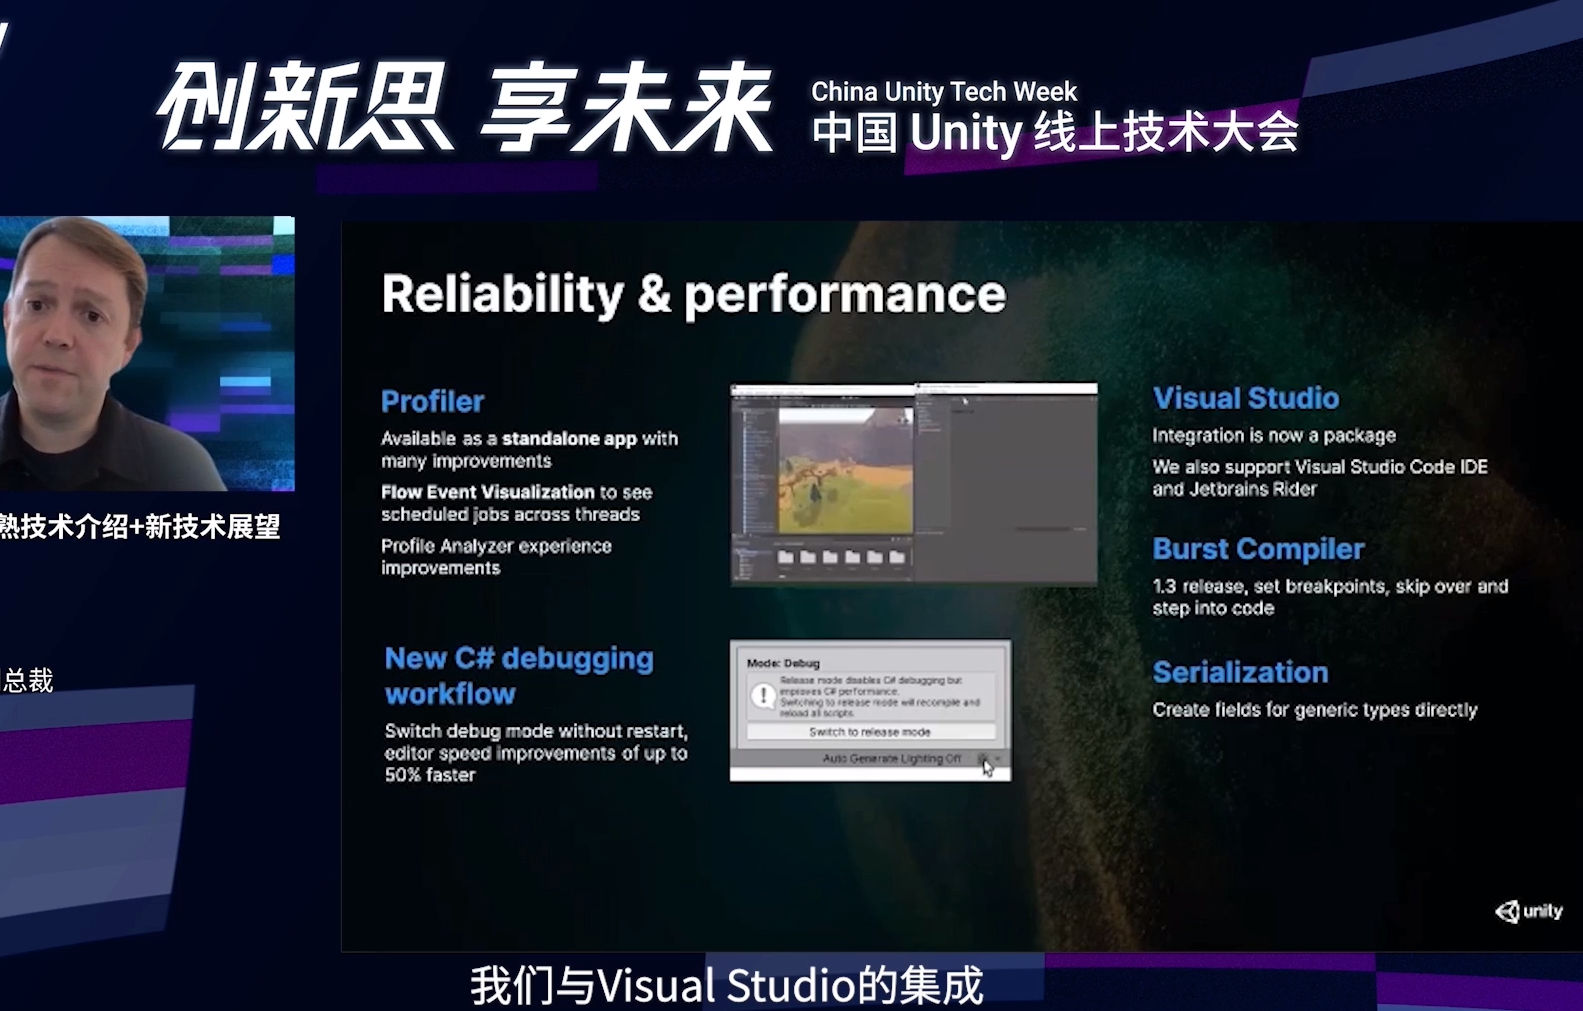 创新思 享未来
China Unity Tech Week
中国 Unity 线上技术大会
熟技术介绍+新技术展望
总裁
Reliability & performance
Profiler
Available as a standalone app with
many improvements
Flow Event Visualization to see
scheduled jobs across threads
Profile Analyzer experience
improvements
New C# debugging
workflow
Switch debug mode without restart,
editor speed improvements of up to
50% faster
Mode: Debug
Release mode disables C# debugging but
improves C# performance.
Switching to release mode will recompile and
reload all scripts.
Switch to release mode
Auto Generate Lighting Off
Visual Studio
Integration is now a package
We also support Visual Studio Code IDE
and Jetbrains Rider
Burst Compiler
1.3 release, set breakpoints, skip over and
step into code
Serialization
Create fields for generic types directly
unity
我们与Visual Studio的集成